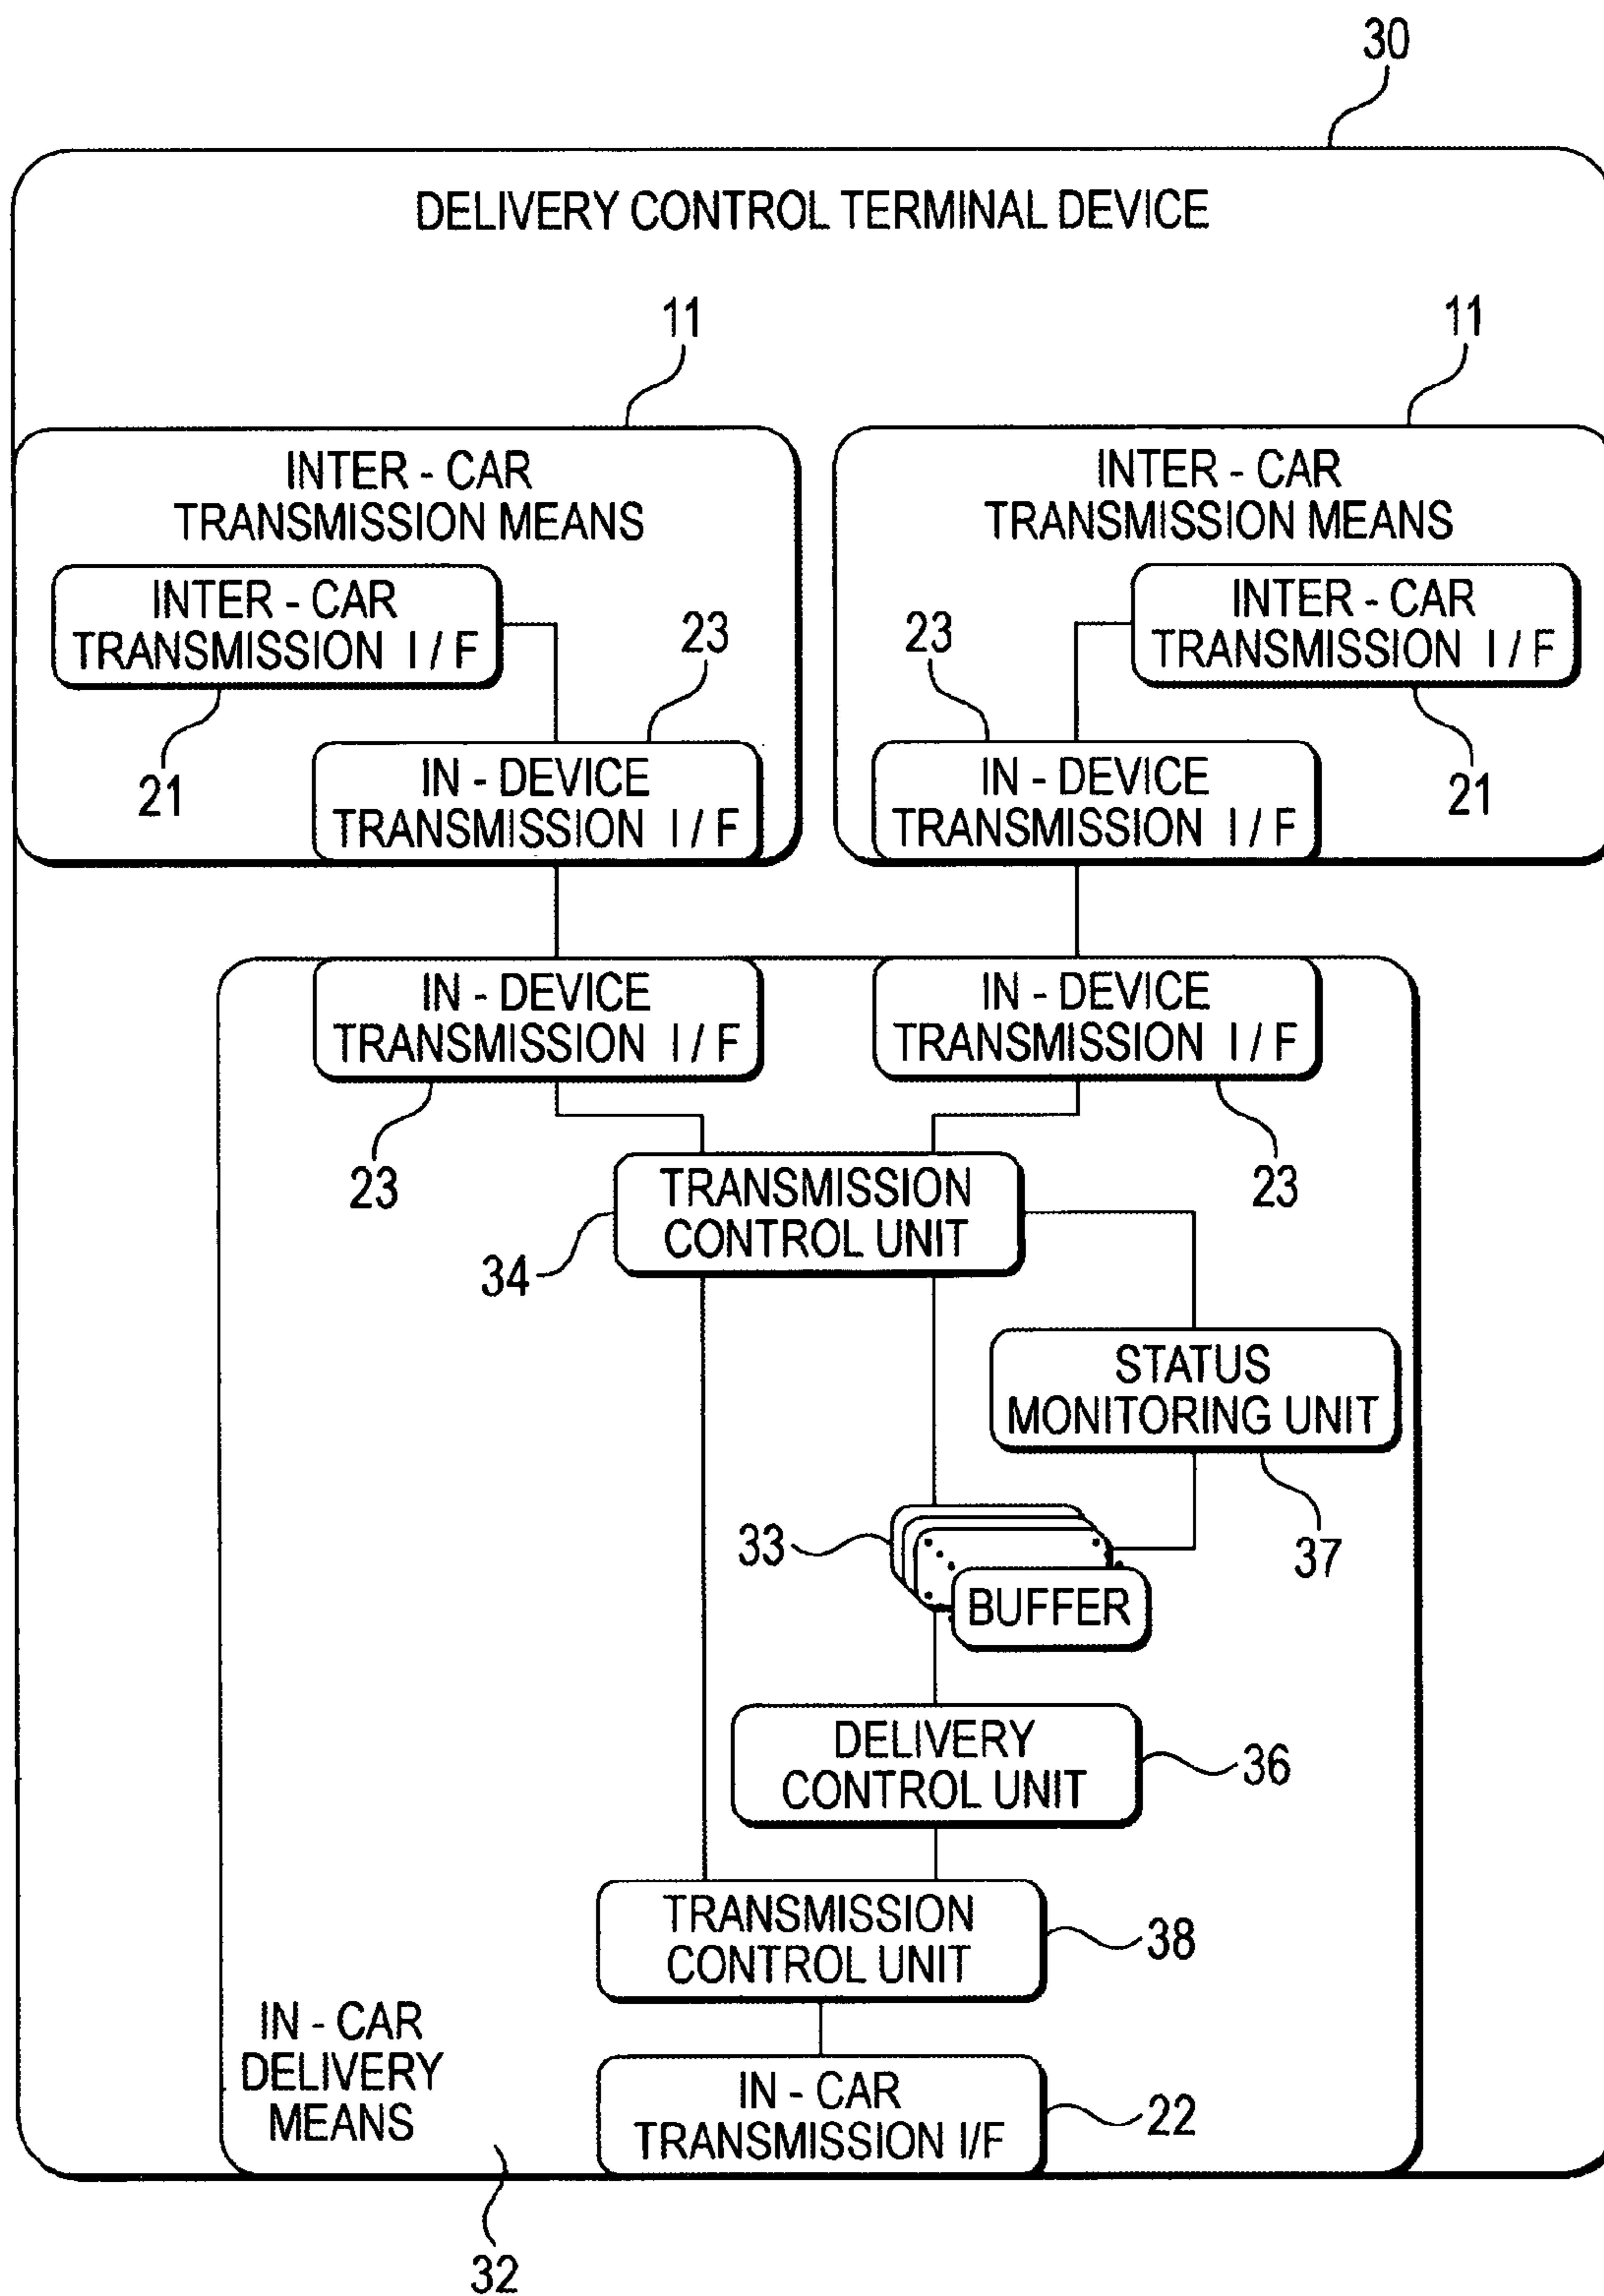 30
DELIVERY CONTROL TERMINAL DEVICE
11
11
INTER - CAR
TRANSMISSION MEANS
INTER - CAR
TRANSMISSION MEANS
INTER - CAR
TRANSMISSION I / F
23
23
INTER - CAR
TRANSMISSION I / F
21
IN - DEVICE
TRANSMISSION I / F
IN - DEVICE
TRANSMISSION I / F
21
IN - DEVICE
TRANSMISSION I / F
IN - DEVICE
TRANSMISSION I / F
23
23
TRANSMISSION
CONTROL UNIT
34
STATUS
MONITORING UNIT
33
37
BUFFER
DELIVERY
CONTROL UNIT
36
TRANSMISSION
CONTROL UNIT
38
IN - CAR
DELIVERY
MEANS
IN - CAR
TRANSMISSION I/F
22
32